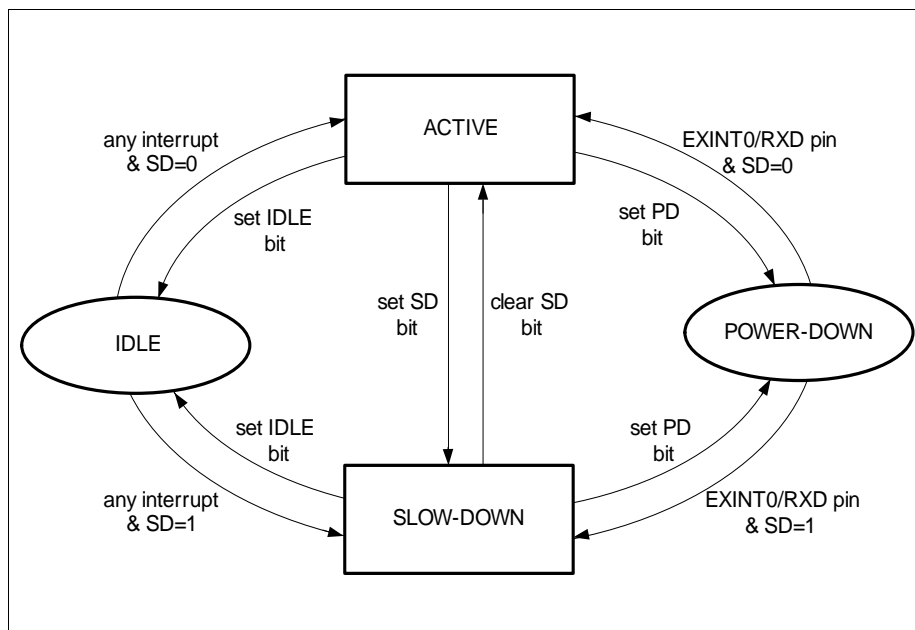 ACTIVE
any interrupt
& SD=0
EXINT0/RXD pin
& SD=0
set IDLE
bit
set PD
bit
set SD
bit
clear SD
bit
IDLE
POWER-DOWN
set IDLE
bit
set PD
bit
any interrupt
& SD=1
SLOW-DOWN
EXINT0/RXD pin
& SD=1